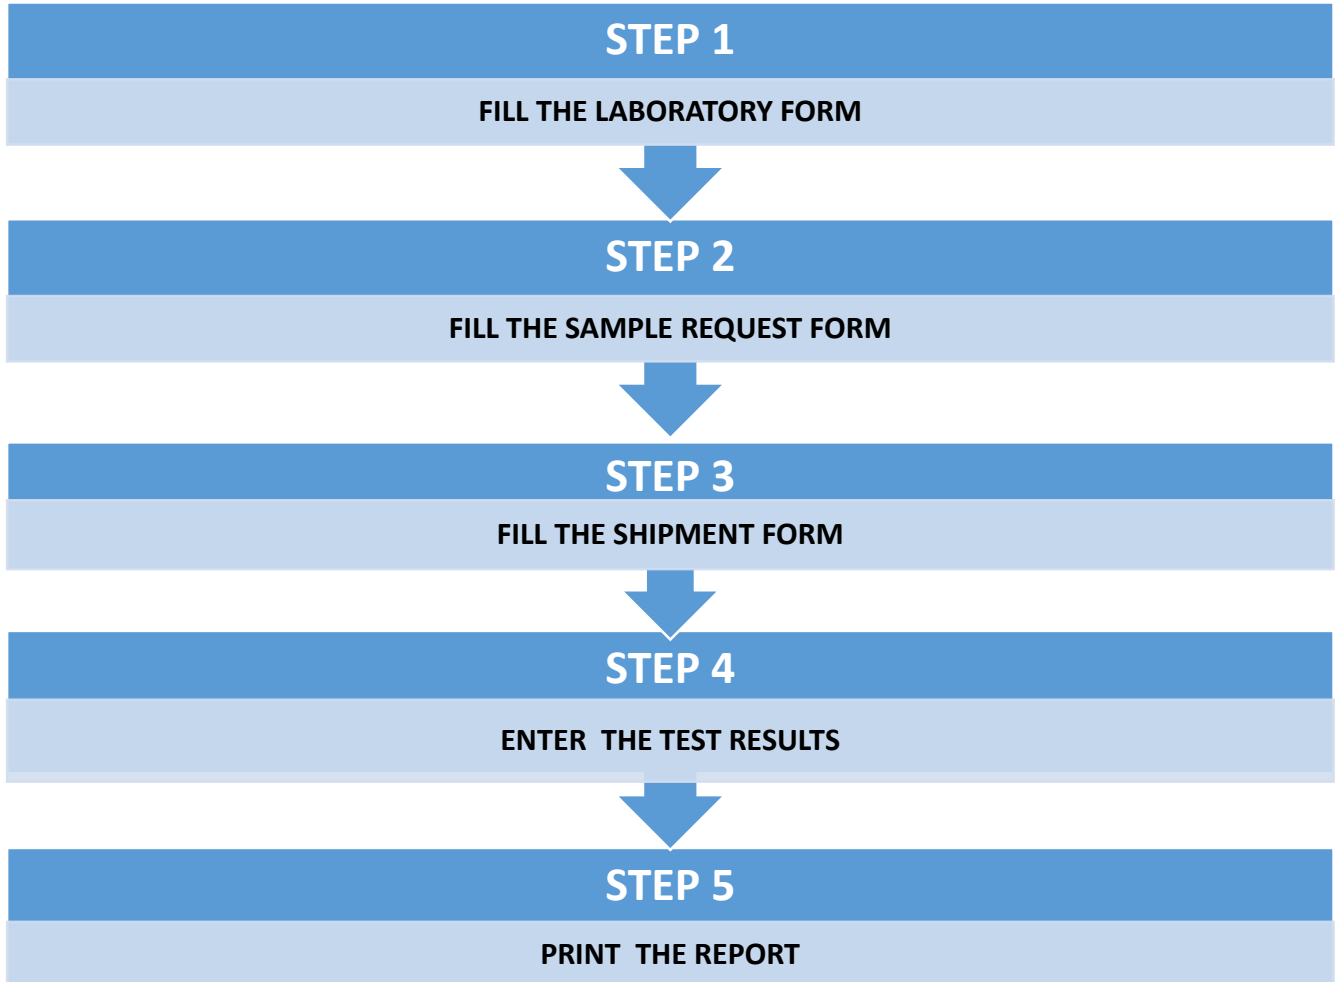 STEP 1
FILL THE LABORATORY FORM
STEP 2
FILL THE SAMPLE REQUEST FORM
STEP 3
FILL THE SHIPMENT FORM
STEP 4
ENTER  THE TEST RESULTS
STEP 5
PRINT  THE REPORT